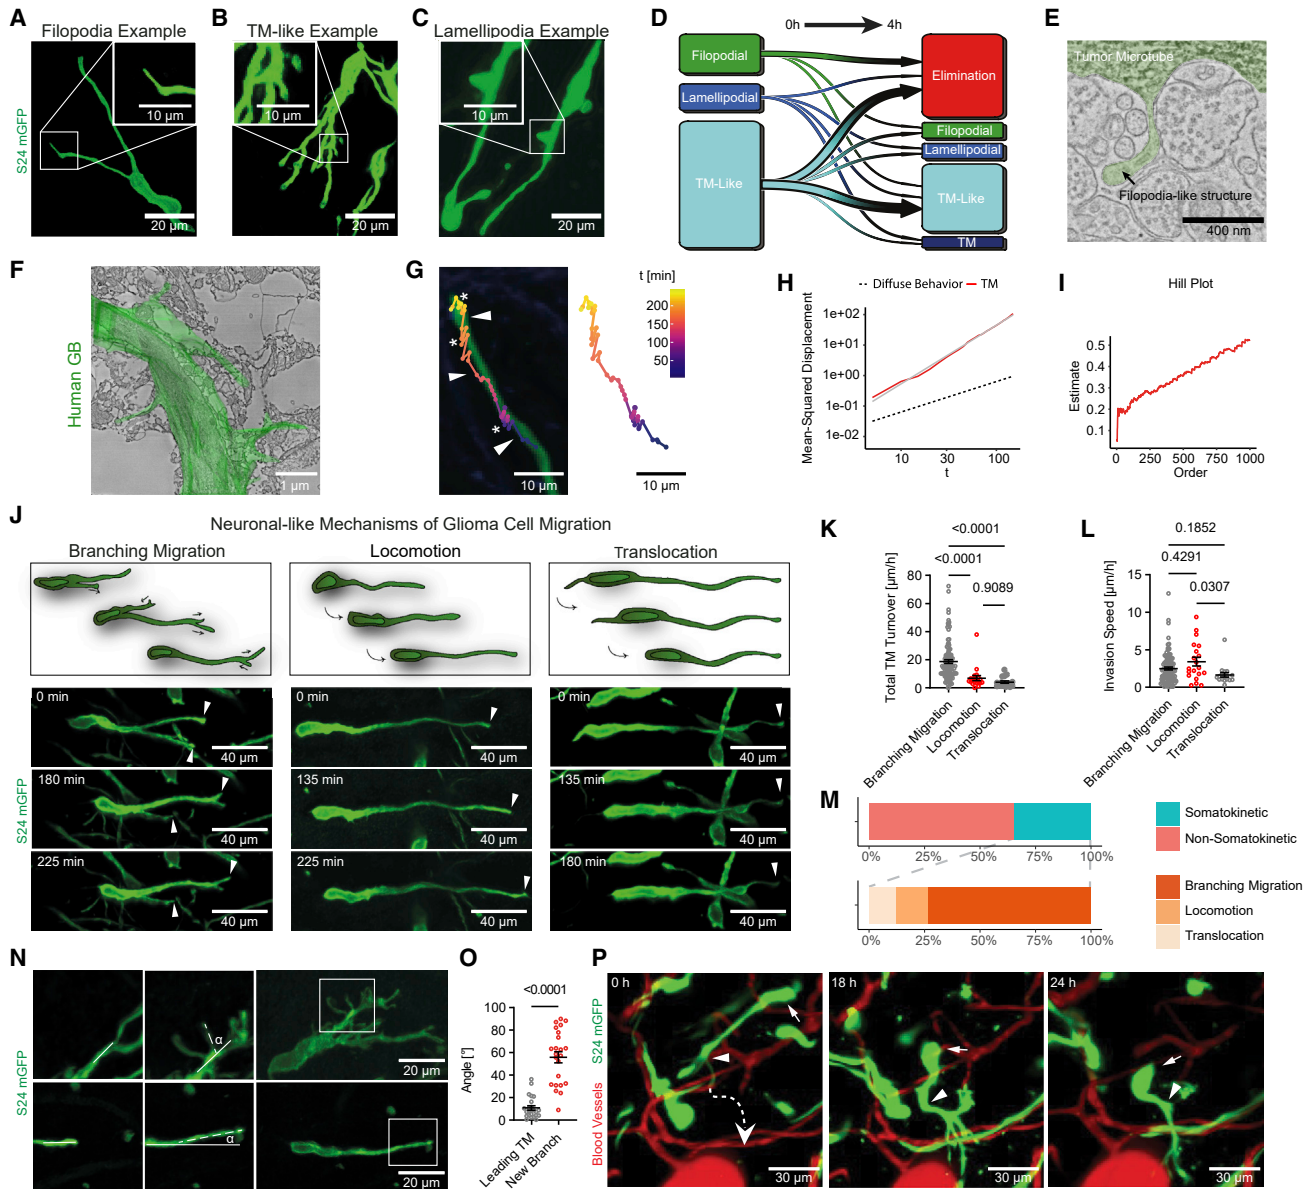 A
Filopodia Example
10 µm
20 µm
S24 mGFP
B
TM-like Example
10 µm
20 µm
C
Lamellipodia Example
10 µm
20 µm
D
0h
4h
Filopodial
Lamellipodial
TM-Like
Elimination
Filopodial
Lamellipodial
TM-Like
TM
E
Tumor Microtube
Filopodia-like structure
400 nm
F
Human GB
1 µm
G
t [min]
200
150
100
50
10 µm
10 µm
H
Diffuse Behavior
TM
Mean-Squared Displacement
1e+02
1e+01
1e+00
1e-01
1e-02
10
30
100
t
I
Hill Plot
Estimate
0.5
0.4
0.3
0.2
0.1
0
250
500
750
1000
Order
J
Neuronal-like Mechanisms of Glioma Cell Migration
Branching Migration
Locomotion
Translocation
S24 mGFP
0 min
40 µm
0 min
40 µm
0 min
40 µm
180 min
40 µm
135 min
40 µm
135 min
40 µm
225 min
40 µm
225 min
40 µm
180 min
40 µm
K
<0.0001
<0.0001
0.9089
Total TM Turnover [µm/h]
80
60
40
20
0
Branching Migration
Locomotion
Translocation
L
0.1852
0.4291
0.0307
Invasion Speed [µm/h]
15
10
5
0
Branching Migration
Locomotion
Translocation
M
0%
25%
50%
75%
100%
0%
25%
50%
75%
100%
Somatokinetic
Non-Somatokinetic
Branching Migration
Locomotion
Translocation
N
S24 mGFP
α
20 µm
α
20 µm
O
<0.0001
Angle [°]
100
80
60
40
20
0
Leading TM
New Branch
P
Blood Vessels
S24 mGFP
0 h
30 µm
18 h
30 µm
24 h
30 µm